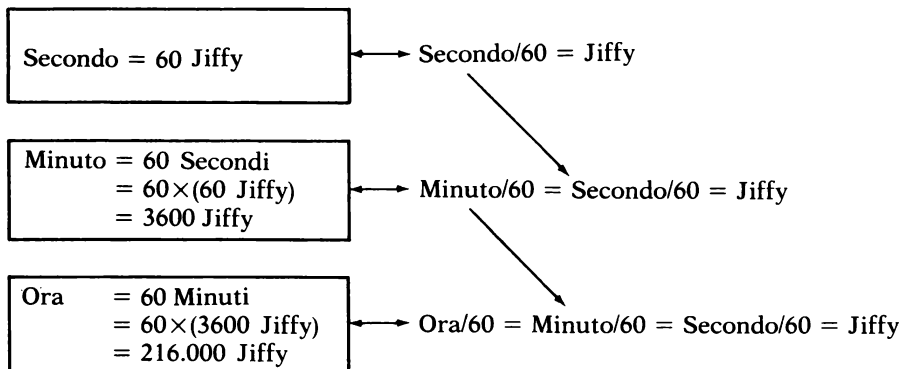 Secondo = 60 Jiffy
Secondo/60 = Jiffy
Minuto = 60 Secondi
= 60×(60 Jiffy)
= 3600 Jiffy
Minuto/60 = Secondo/60 = Jiffy
Ora = 60 Minuti
= 60×(3600 Jiffy)
= 216.000 Jiffy
Ora/60 = Minuto/60 = Secondo/60 = Jiffy